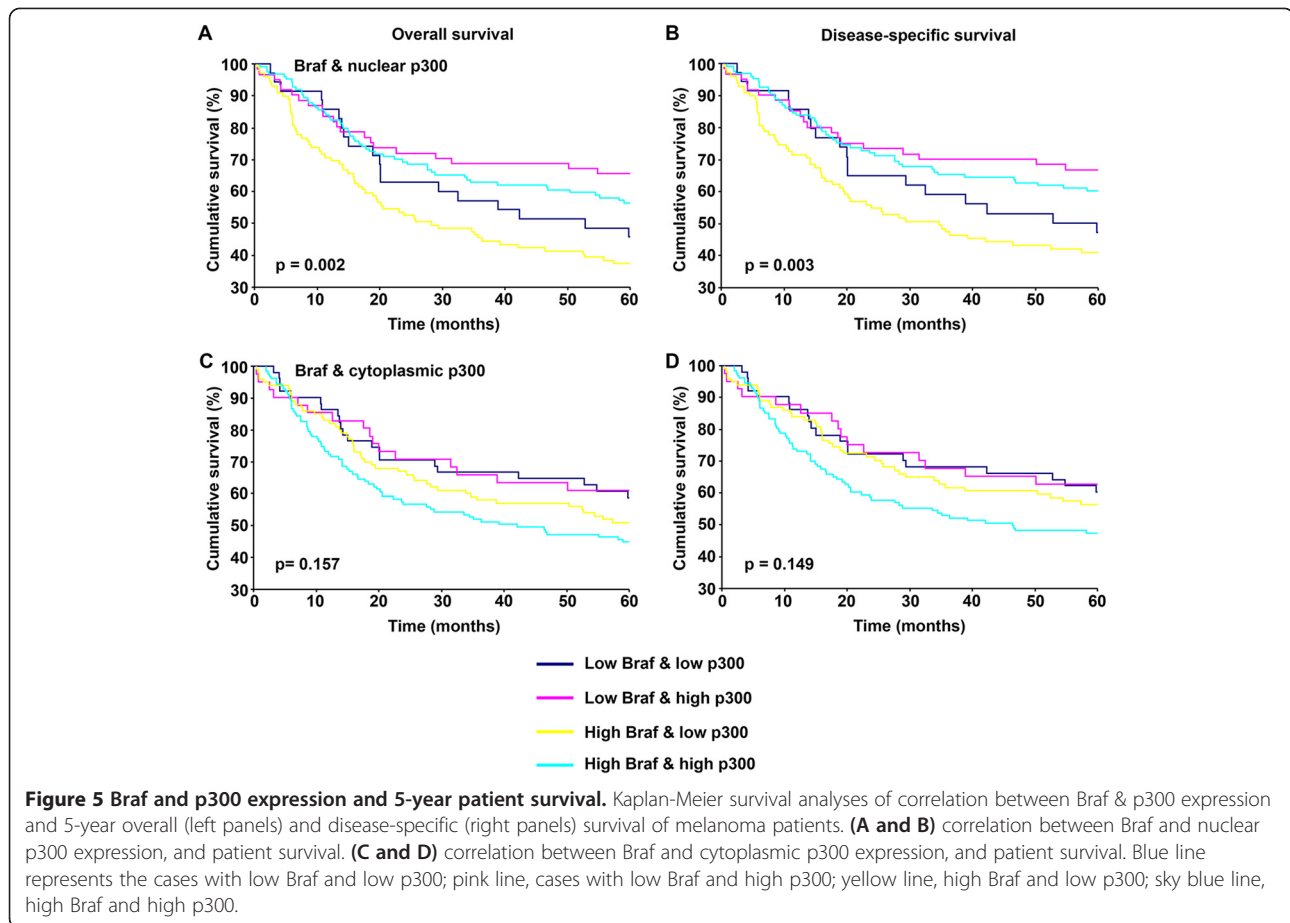 A
Overall survival
B
Disease-specific survival
Braf & nuclear p300
Cumulative survival (%)
100
90
80
70
60
50
40
30
p = 0.002
0 10 20 30 40 50 60
Time (months)
Cumulative survival (%)
100
90
80
70
60
50
40
30
p = 0.003
0 10 20 30 40 50 60
Time (months)
C
Braf & cytoplasmic p300
Cumulative survival (%)
100
90
80
70
60
50
40
30
p= 0.157
0 10 20 30 40 50 60
Time (months)
D
Cumulative survival (%)
100
90
80
70
60
50
40
30
p = 0.149
0 10 20 30 40 50 60
Time (months)
Low Braf & low p300
Low Braf & high p300
High Braf & low p300
High Braf & high p300
Figure 5 Braf and p300 expression and 5-year patient survival. Kaplan-Meier survival analyses of correlation between Braf & p300 expression
and 5-year overall (left panels) and disease-specific (right panels) survival of melanoma patients. (A and B) correlation between Braf and nuclear
p300 expression, and patient survival. (C and D) correlation between Braf and cytoplasmic p300 expression, and patient survival. Blue line
represents the cases with low Braf and low p300; pink line, cases with low Braf and high p300; yellow line, high Braf and low p300; sky blue line,
high Braf and high p300.